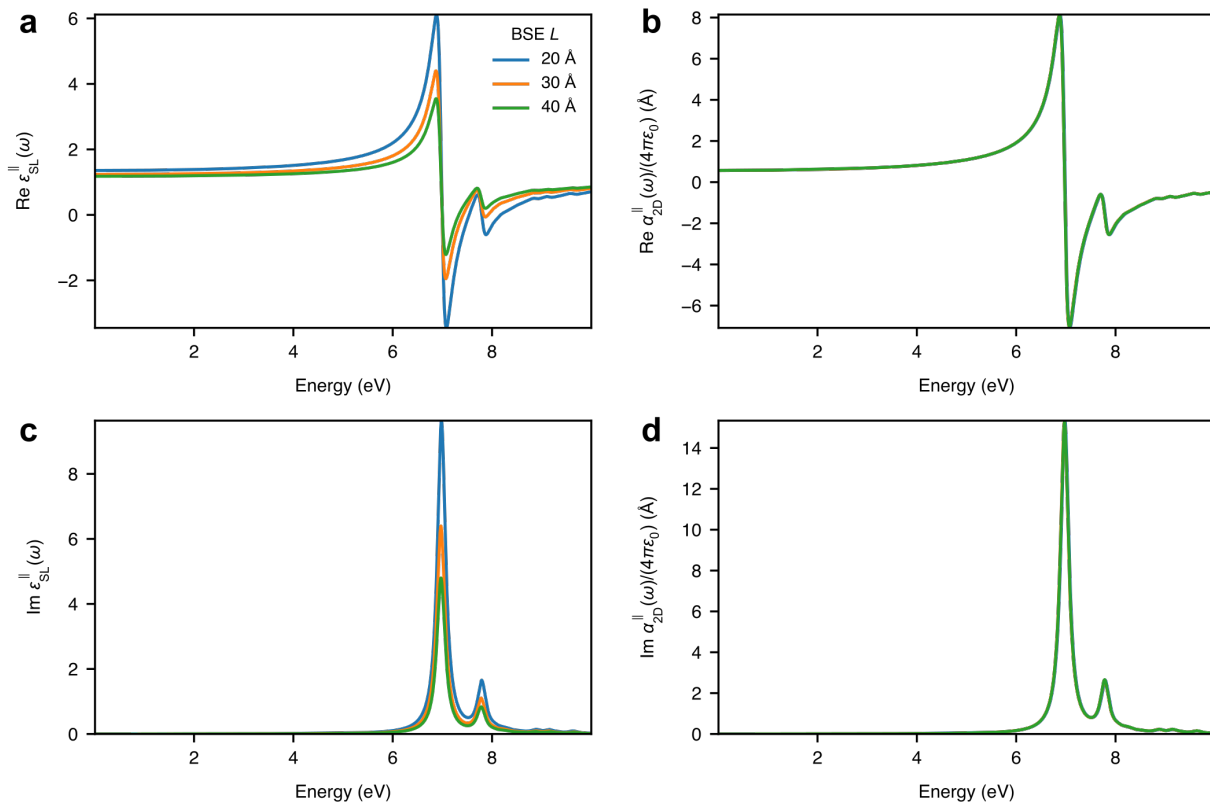 a
6
4
2
0
−2
Re ε∥SL(ω)
BSE L
20 Å
30 Å
40 Å
2 4 6 8
Energy (eV)
b
8
6
4
2
0
−2
−4
−6
Re α∥2D(ω)/(4πε0) (Å)
2 4 6 8
Energy (eV)
c
8
6
4
2
0
Im ε∥SL(ω)
2 4 6 8
Energy (eV)
d
14
12
10
8
6
4
2
0
Im α∥2D(ω)/(4πε0) (Å)
2 4 6 8
Energy (eV)